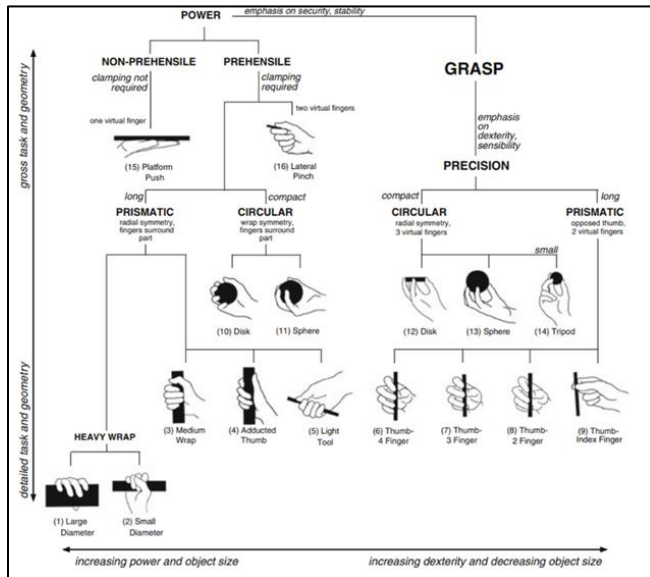 POWER
emphasis on security, stability
NON-PREHENSILE
PREHENSILE
GRASP
clamping not
required
clamping
required
one virtual finger
two virtual fingers
emphasis
on
dexterity,
sensibility
(15) Platform
Push
(16) Lateral
Pinch
PRECISION
gross task and geometry
long
compact
compact
long
PRISMATIC
radial symmetry,
fingers surround
part
CIRCULAR
wrap symmetry,
fingers surround
part
CIRCULAR
radial symmetry,
3 virtual fingers
PRISMATIC
opposed thumb,
2 virtual fingers
small
(10) Disk
(11) Sphere
(12) Disk
(13) Sphere
(14) Tripod
(3) Medium
Wrap
(4) Adducted
Thumb
(5) Light
Tool
(6) Thumb-
4 Finger
(7) Thumb-
3 Finger
(8) Thumb-
2 Finger
(9) Thumb-
Index Finger
detailed task and geometry
HEAVY WRAP
(1) Large
Diameter
(2) Small
Diameter
increasing power and object size
increasing dexterity and decreasing object size